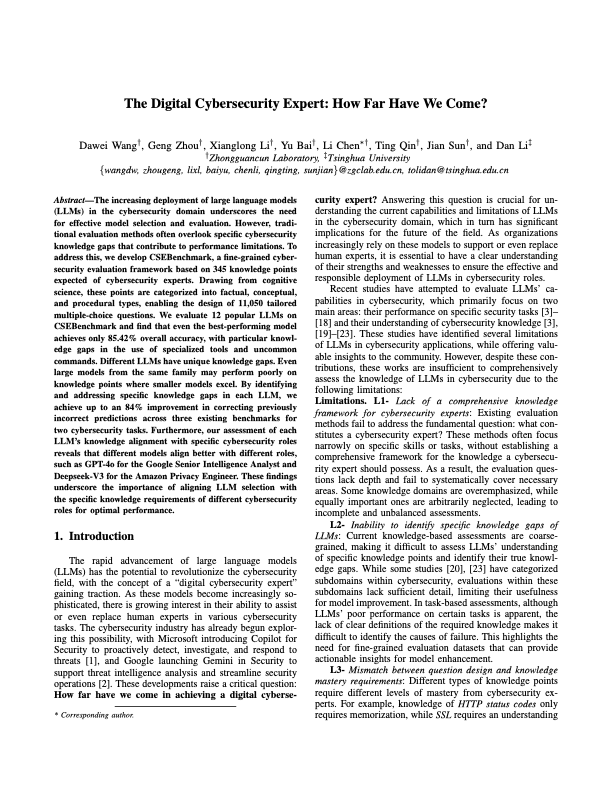 The Digital Cybersecurity Expert: How Far Have We Come?
Dawei Wang†, Geng Zhou†, Xianglong Li†, Yu Bai†, Li Chen*†, Ting Qin†, Jian Sun†, and Dan Li‡
†Zhongguancun Laboratory, ‡Tsinghua University
{wangdw, zhougeng, lixl, baiyu, chenli, qingting, sunjian}@zgclab.edu.cn, tolidan@tsinghua.edu.cn
Abstract—The increasing deployment of large language models
(LLMs) in the cybersecurity domain underscores the need
for effective model selection and evaluation. However, tradi-
tional evaluation methods often overlook specific cybersecurity
knowledge gaps that contribute to performance limitations. To
address this, we develop CSEBenchmark, a fine-grained cyber-
security evaluation framework based on 345 knowledge points
expected of cybersecurity experts. Drawing from cognitive
science, these points are categorized into factual, conceptual,
and procedural types, enabling the design of 11,050 tailored
multiple-choice questions. We evaluate 12 popular LLMs on
CSEBenchmark and find that even the best-performing model
achieves only 85.42% overall accuracy, with particular knowl-
edge gaps in the use of specialized tools and uncommon
commands. Different LLMs have unique knowledge gaps. Even
large models from the same family may perform poorly on
knowledge points where smaller models excel. By identifying
and addressing specific knowledge gaps in each LLM, we
achieve up to an 84% improvement in correcting previously
incorrect predictions across three existing benchmarks for
two cybersecurity tasks. Furthermore, our assessment of each
LLM's knowledge alignment with specific cybersecurity roles
reveals that different models align better with different roles,
such as GPT-4o for the Google Senior Intelligence Analyst and
Deepseek-V3 for the Amazon Privacy Engineer. These findings
underscore the importance of aligning LLM selection with
the specific knowledge requirements of different cybersecurity
roles for optimal performance.
1. Introduction
The rapid advancement of large language models
(LLMs) has the potential to revolutionize the cybersecurity
field, with the concept of a “digital cybersecurity expert”
gaining traction. As these models become increasingly so-
phisticated, there is growing interest in their ability to assist
or even replace human experts in various cybersecurity
tasks. The cybersecurity industry has already begun explor-
ing this possibility, with Microsoft introducing Copilot for
Security to proactively detect, investigate, and respond to
threats [1], and Google launching Gemini in Security to
support threat intelligence analysis and streamline security
operations [2]. These developments raise a critical question:
How far have we come in achieving a digital cyberse-
* Corresponding author.
curity expert? Answering this question is crucial for un-
derstanding the current capabilities and limitations of LLMs
in the cybersecurity domain, which in turn has significant
implications for the future of the field. As organizations
increasingly rely on these models to support or even replace
human experts, it is essential to have a clear understanding
of their strengths and weaknesses to ensure the effective and
responsible deployment of LLMs in cybersecurity roles.
Recent studies have attempted to evaluate LLMs' ca-
pabilities in cybersecurity, which primarily focus on two
main areas: their performance on specific security tasks [3]–
[18] and their understanding of cybersecurity knowledge [3],
[19]–[23]. These studies have identified several limitations
of LLMs in cybersecurity applications, while offering valu-
able insights to the community. However, despite these con-
tributions, these works are insufficient to comprehensively
assess the knowledge of LLMs in cybersecurity due to the
following limitations:
Limitations. L1- Lack of a comprehensive knowledge
framework for cybersecurity experts: Existing evaluation
methods fail to address the fundamental question: what con-
stitutes a cybersecurity expert? These methods often focus
narrowly on specific skills or tasks, without establishing a
comprehensive framework for the knowledge a cybersecu-
rity expert should possess. As a result, the evaluation ques-
tions lack depth and fail to systematically cover necessary
areas. Some knowledge domains are overemphasized, while
equally important ones are arbitrarily neglected, leading to
incomplete and unbalanced assessments.
L2- Inability to identify specific knowledge gaps of
LLMs: Current knowledge-based assessments are coarse-
grained, making it difficult to assess LLMs' understanding
of specific knowledge points and identify their true knowl-
edge gaps. While some studies [20], [23] have categorized
subdomains within cybersecurity, evaluations within these
subdomains lack sufficient detail, limiting their usefulness
for model improvement. In task-based assessments, although
LLMs' poor performance on certain tasks is apparent, the
lack of clear definitions of the required knowledge makes it
difficult to identify the causes of failure. This highlights the
need for fine-grained evaluation datasets that can provide
actionable insights for model enhancement.
L3- Mismatch between question design and knowledge
mastery requirements: Different types of knowledge points
require different levels of mastery from cybersecurity ex-
perts. For example, knowledge of HTTP status codes only
requires memorization, while SSL requires an understanding